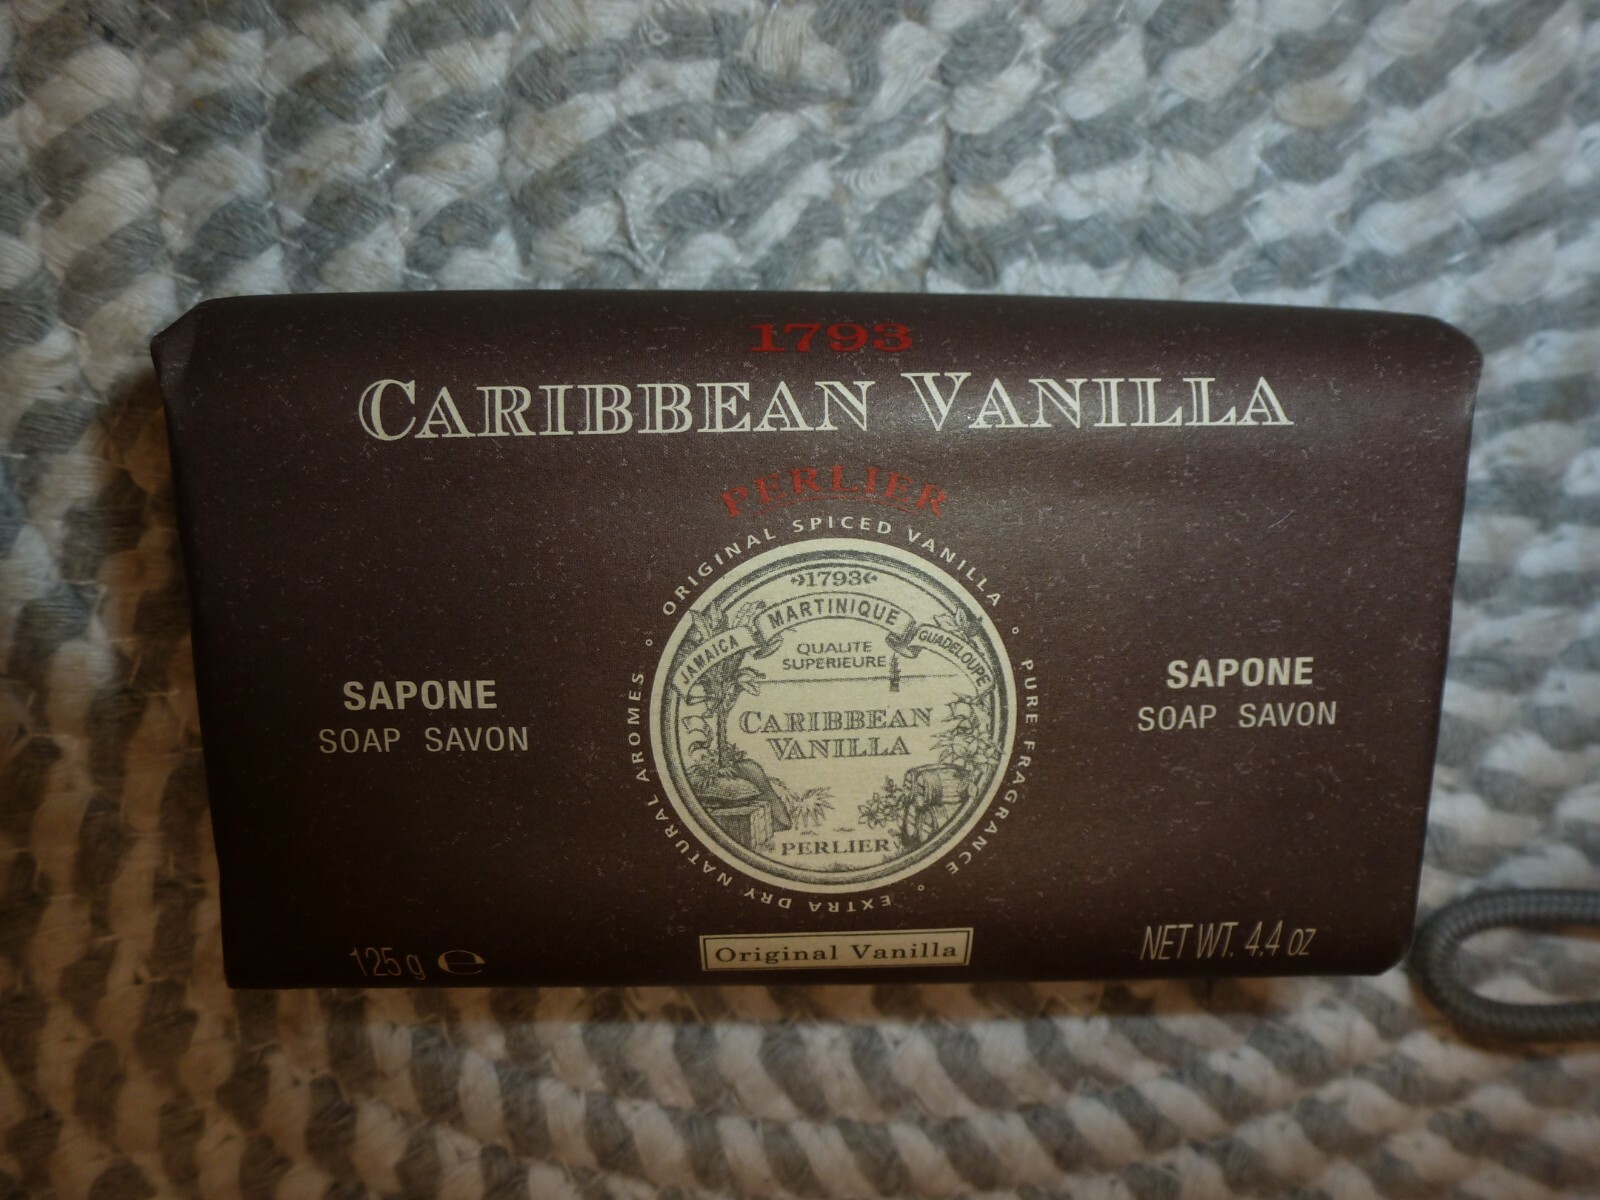 1793
CARIBBEAN VANILLA
PERLIER
ORIGINAL SPICED VANILLA ° PURE FRAGRANCE ° EXTRA DRY NATURAL AROMES °
1793
JAMAICA MARTINIQUE GUADELOUPE
QUALITE
SUPERIEURE
CARIBBEAN
VANILLA
PERLIER
SAPONE
SOAP SAVON
SAPONE
SOAP SAVON
125 g ℮
Original Vanilla
NET WT. 4.4 OZ